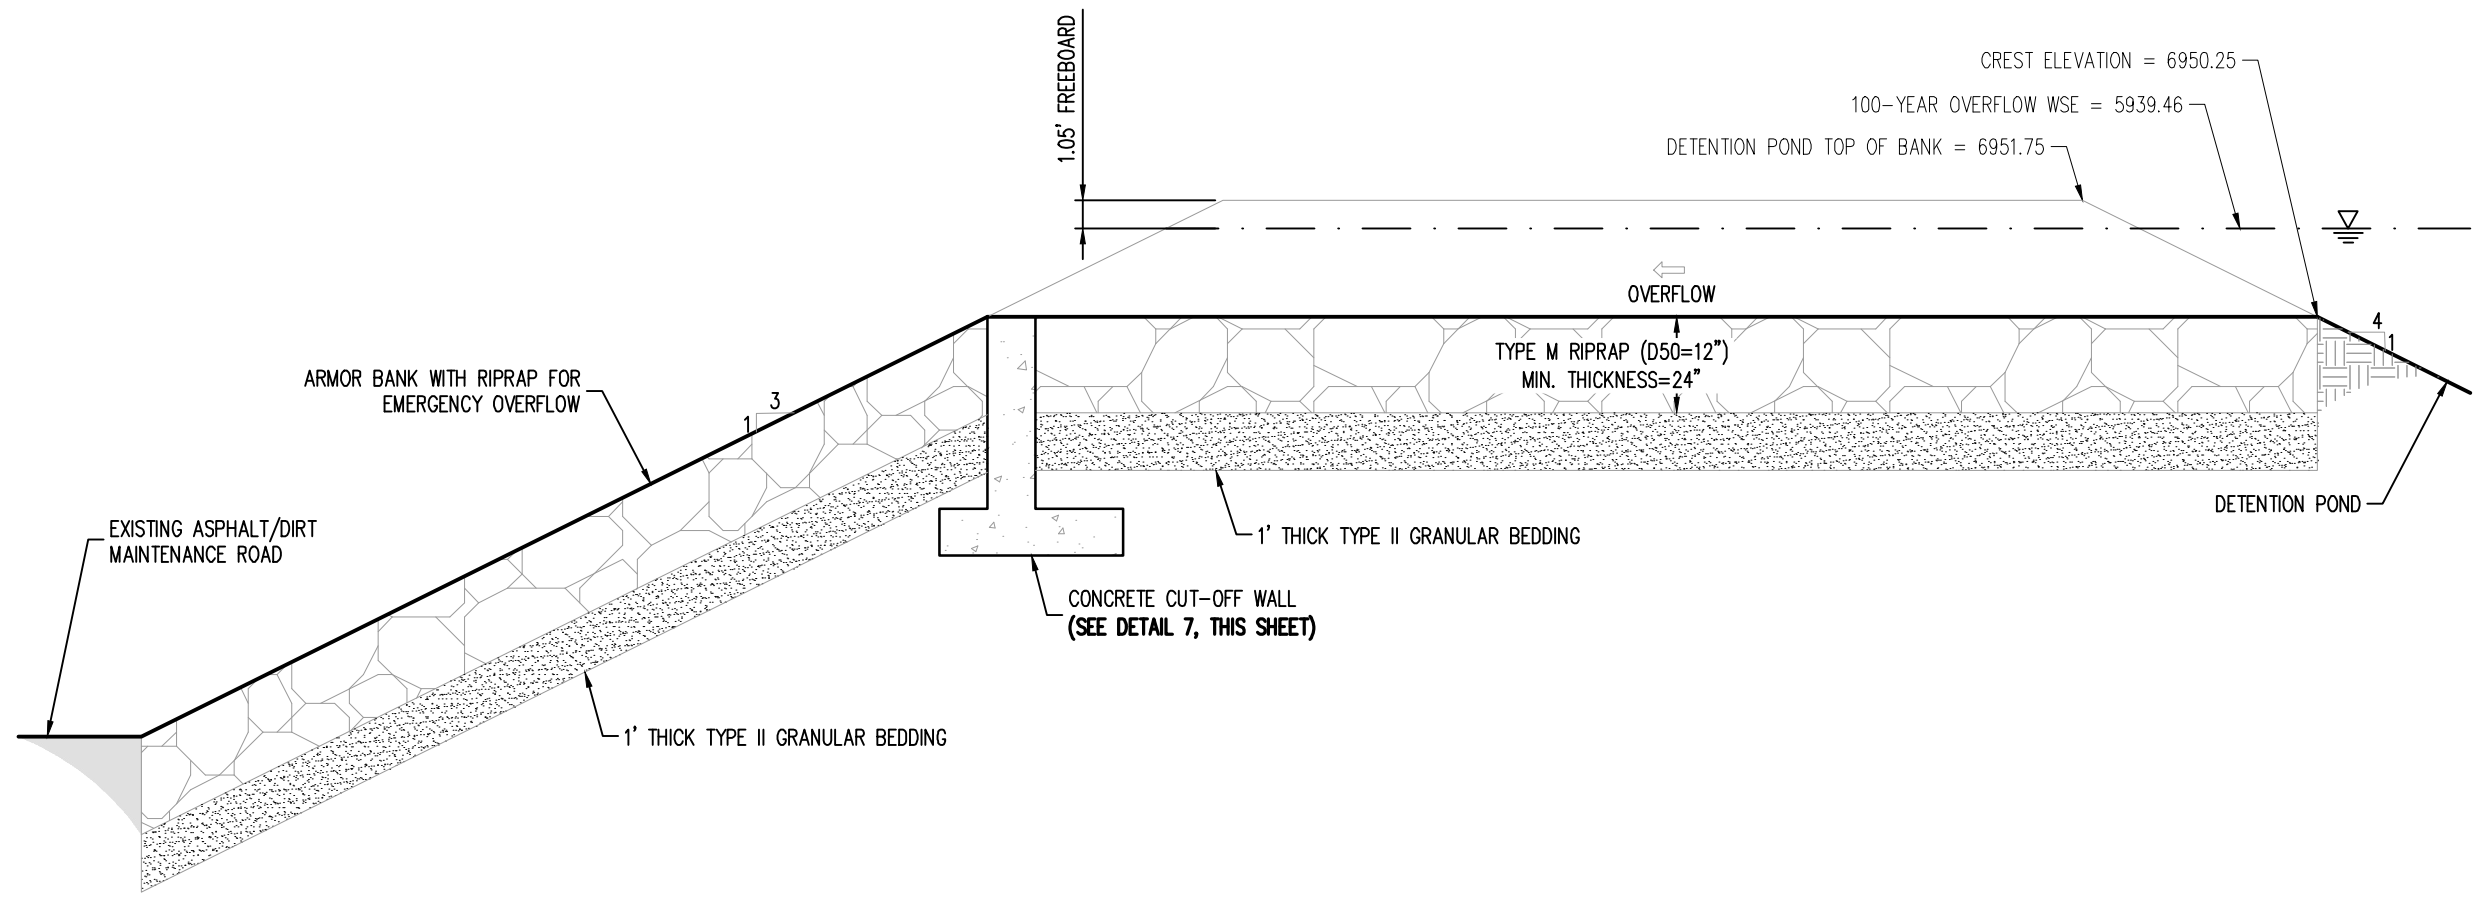 1.05' FREEBOARD
CREST ELEVATION = 6950.25
100-YEAR OVERFLOW WSE = 5939.46
DETENTION POND TOP OF BANK = 6951.75
OVERFLOW
4
1
TYPE M RIPRAP (D50=12")
MIN. THICKNESS=24"
ARMOR BANK WITH RIPRAP FOR
EMERGENCY OVERFLOW
3
1
DETENTION POND
EXISTING ASPHALT/DIRT
MAINTENANCE ROAD
1' THICK TYPE II GRANULAR BEDDING
CONCRETE CUT-OFF WALL
(SEE DETAIL 7, THIS SHEET)
1' THICK TYPE II GRANULAR BEDDING